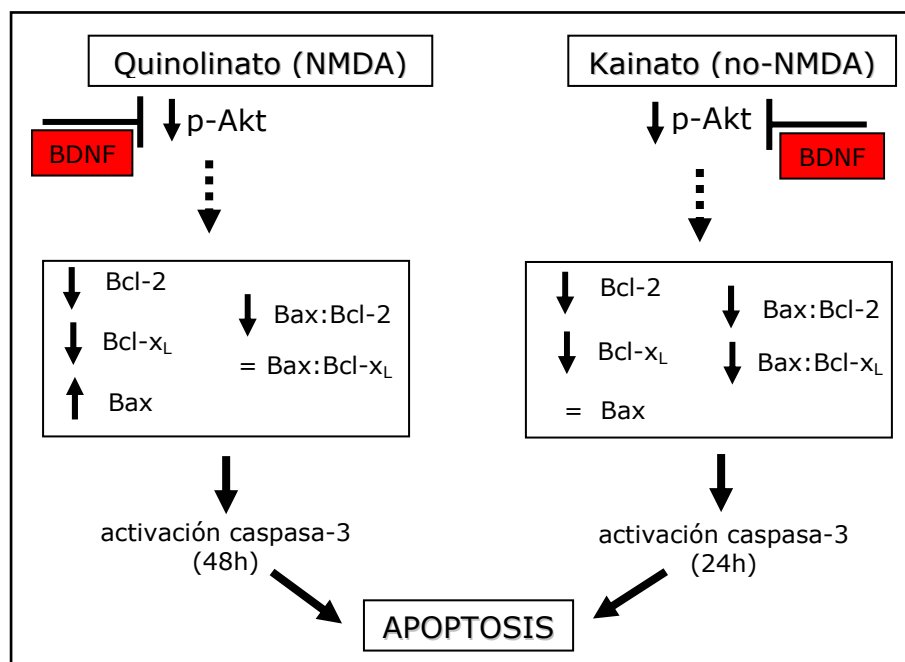 Quinolinato (NMDA)
p-Akt
BDNF
Bcl-2
Bcl-xL
Bax
Bax:Bcl-2
= Bax:Bcl-xL
activación caspasa-3
(48h)
Kainato (no-NMDA)
p-Akt
BDNF
Bcl-2
Bcl-xL
= Bax
Bax:Bcl-2
Bax:Bcl-xL
activación caspasa-3
(24h)
APOPTOSIS